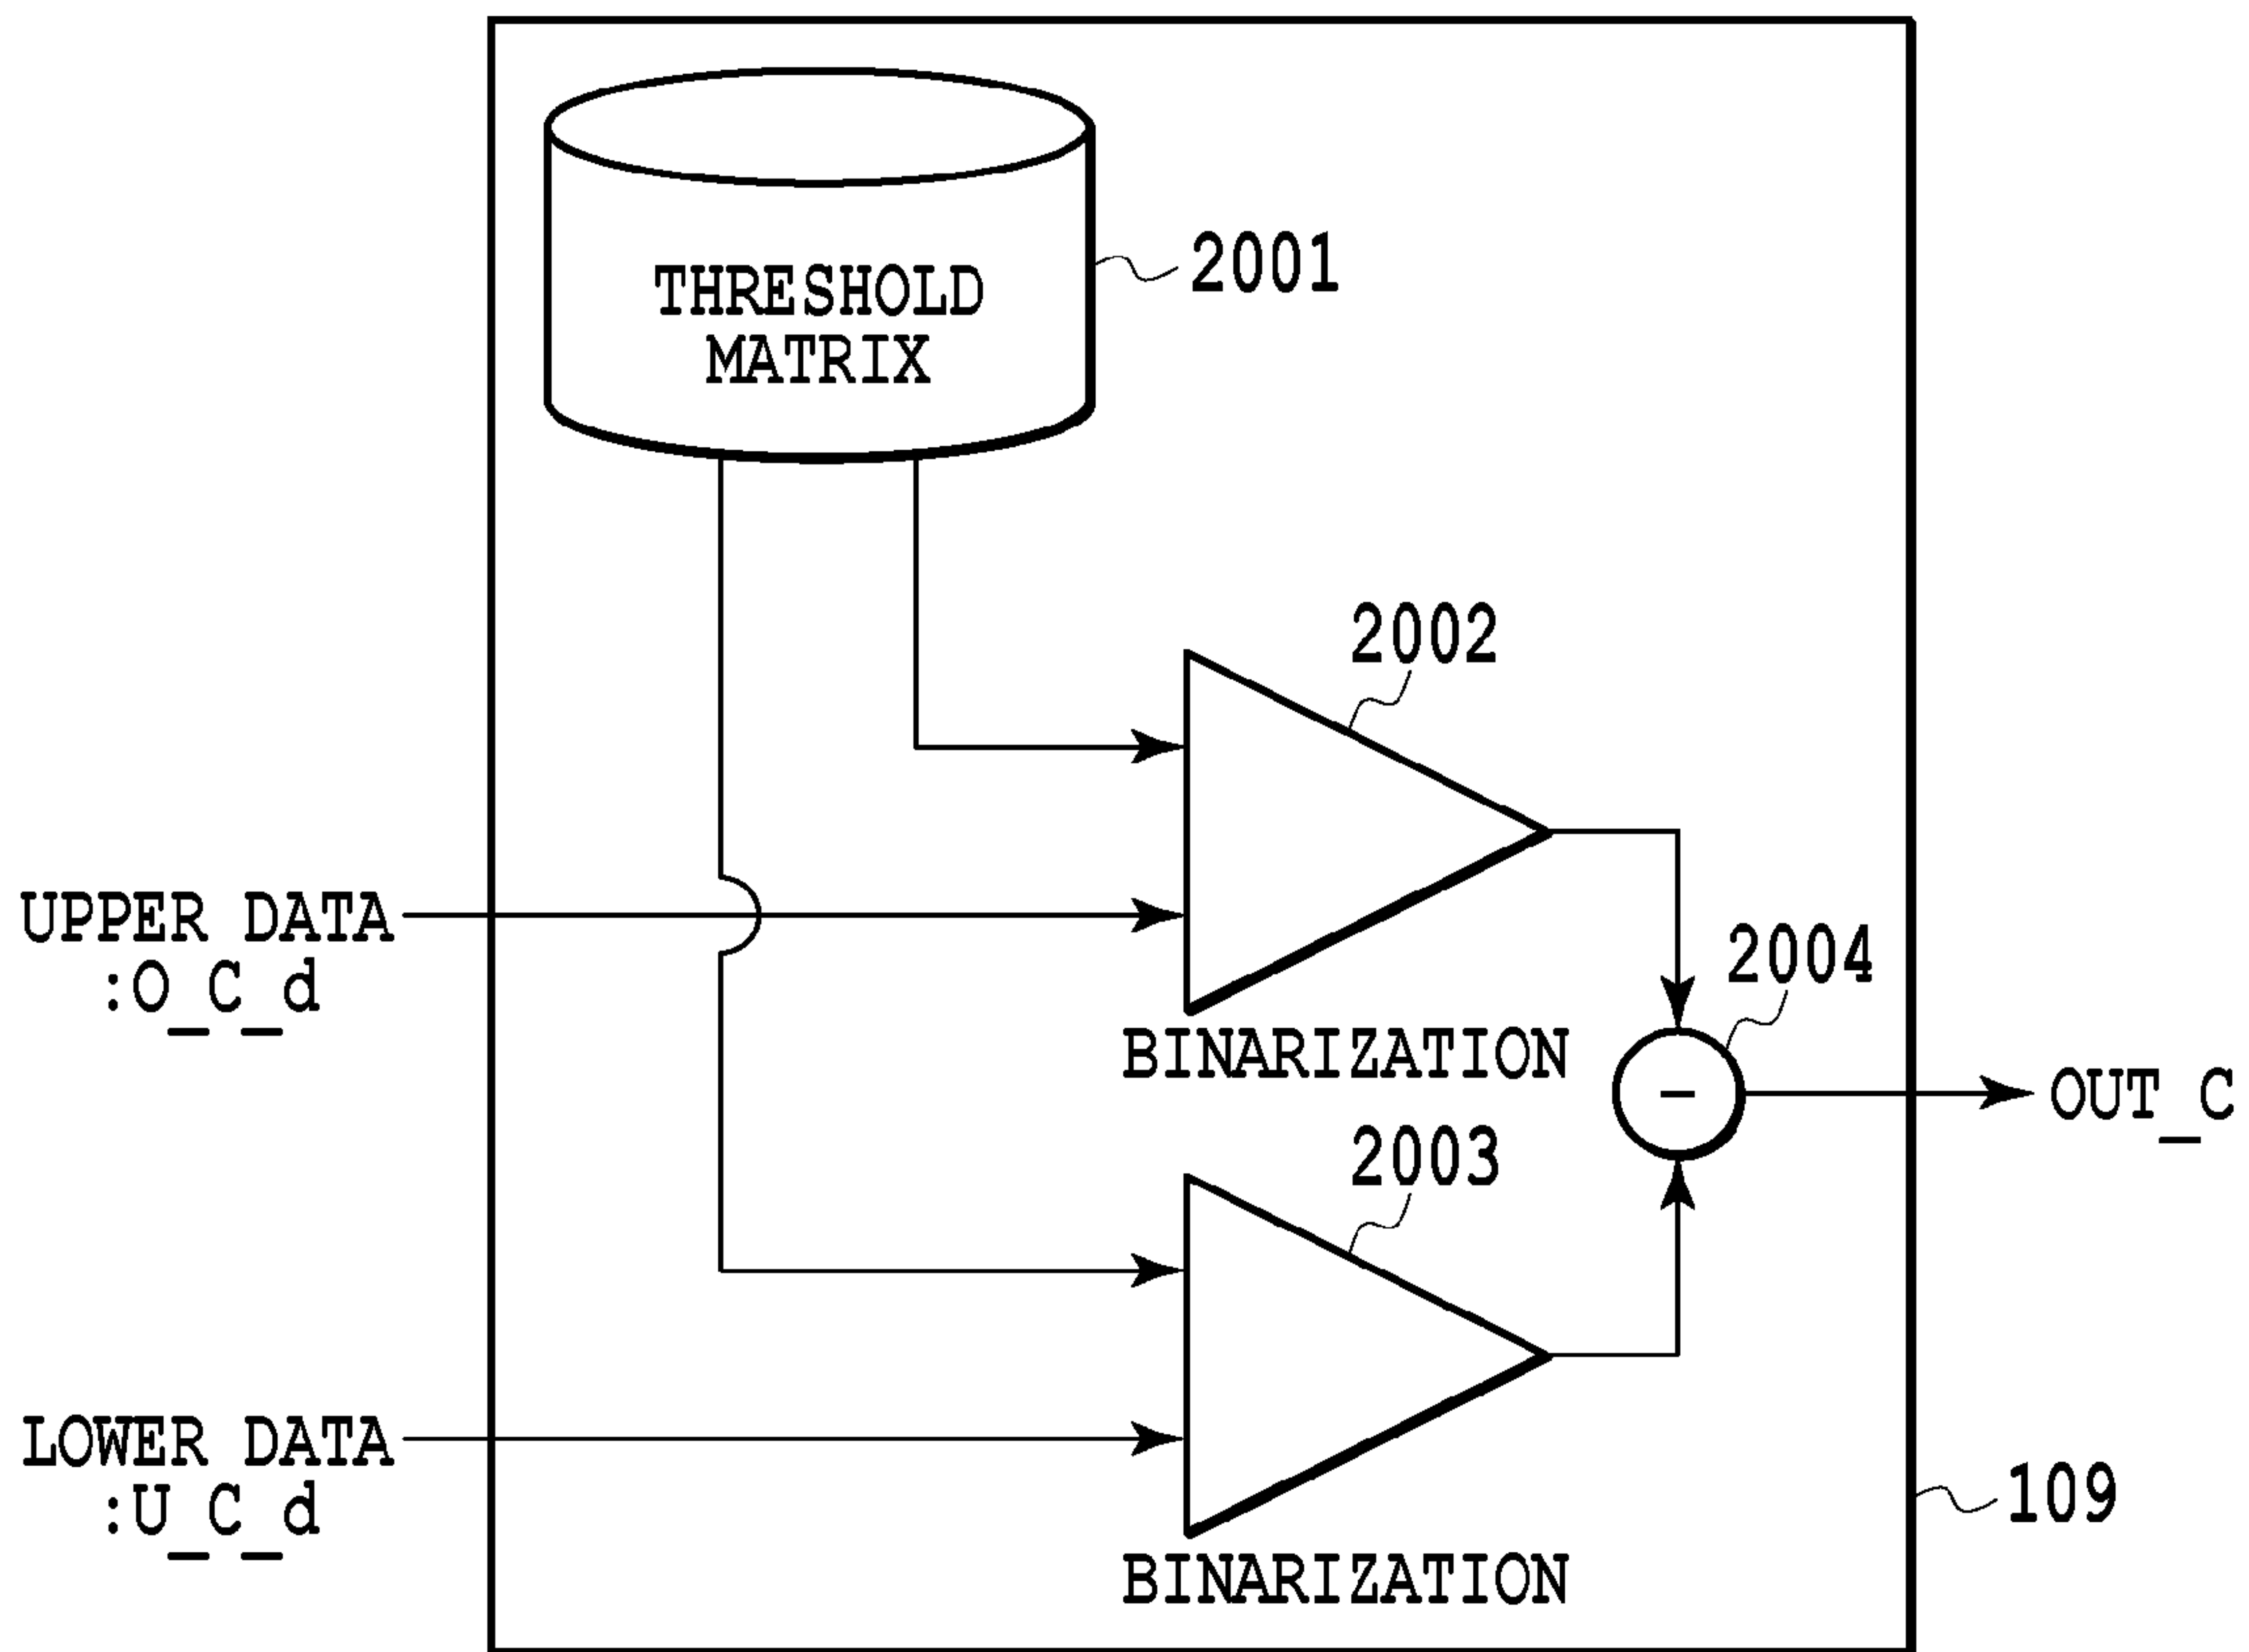 THRESHOLD
MATRIX
2001
2002
UPPER DATA
:O_C_d
BINARIZATION
2004
-
OUT_C
2003
LOWER DATA
:U_C_d
109
BINARIZATION